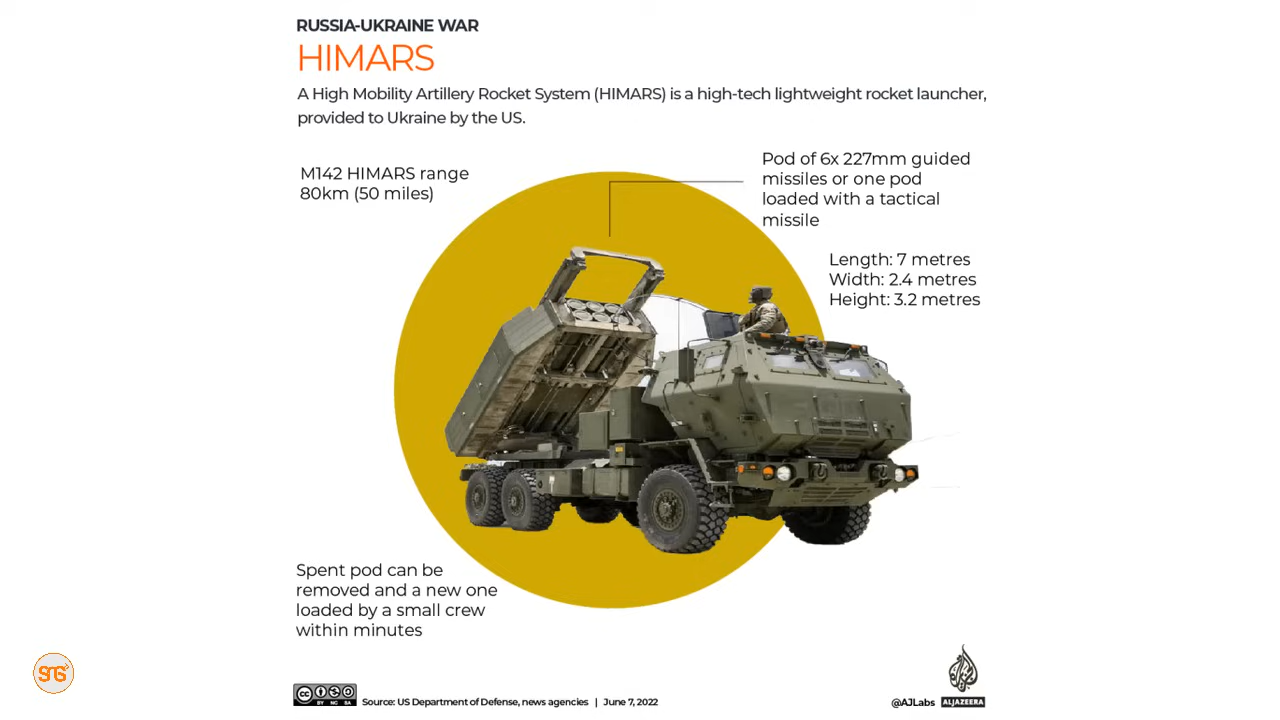 RUSSIA-UKRAINE WAR
HIMARS
A High Mobility Artillery Rocket System (HIMARS) is a high-tech lightweight rocket launcher,
provided to Ukraine by the US.
M142 HIMARS range
80km (50 miles)
Pod of 6x 227mm guided
missiles or one pod
loaded with a tactical
missile
Length: 7 metres
Width: 2.4 metres
Height: 3.2 metres
Spent pod can be
removed and a new one
loaded by a small crew
within minutes
CC BY NC SA
Source: US Department of Defense, news agencies | June 7, 2022
@AJLabs ALJAZEERA